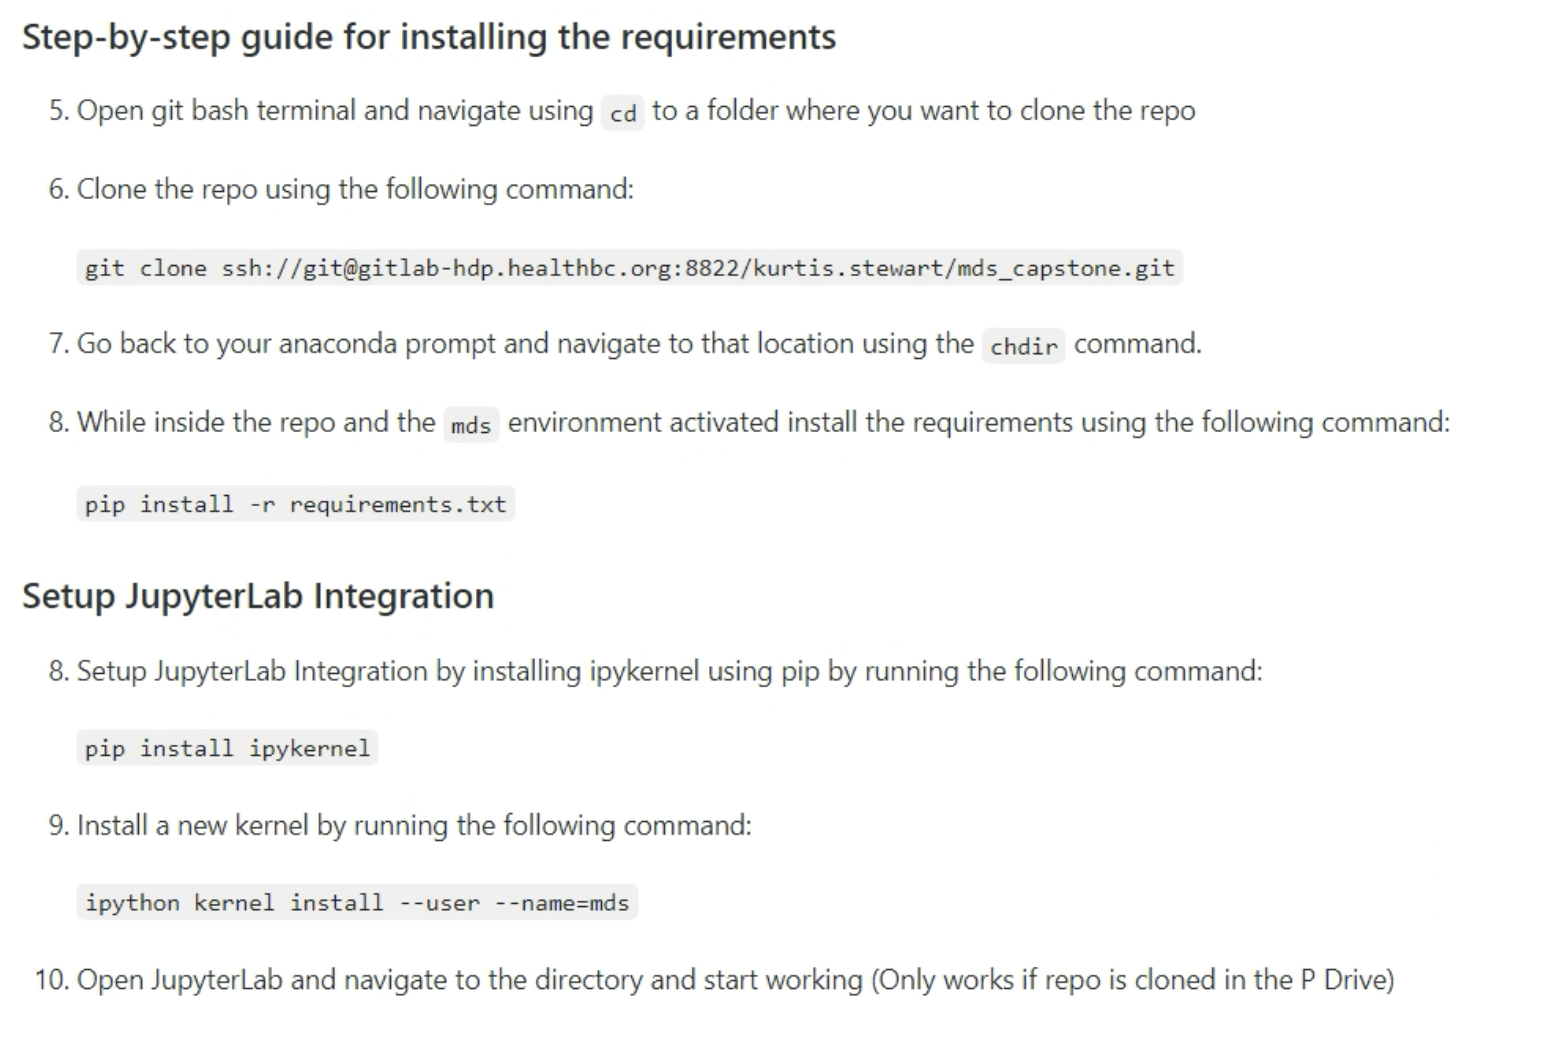 Step-by-step guide for installing the requirements
5. Open git bash terminal and navigate using cd to a folder where you want to clone the repo
6. Clone the repo using the following command:
git clone ssh://git@gitlab-hdp.healthbc.org:8822/kurtis.stewart/mds_capstone.git
7. Go back to your anaconda prompt and navigate to that location using the chdir command.
8. While inside the repo and the mds environment activated install the requirements using the following command:
pip install -r requirements.txt
Setup JupyterLab Integration
8. Setup JupyterLab Integration by installing ipykernel using pip by running the following command:
pip install ipykernel
9. Install a new kernel by running the following command:
ipython kernel install --user --name=mds
10. Open JupyterLab and navigate to the directory and start working (Only works if repo is cloned in the P Drive)